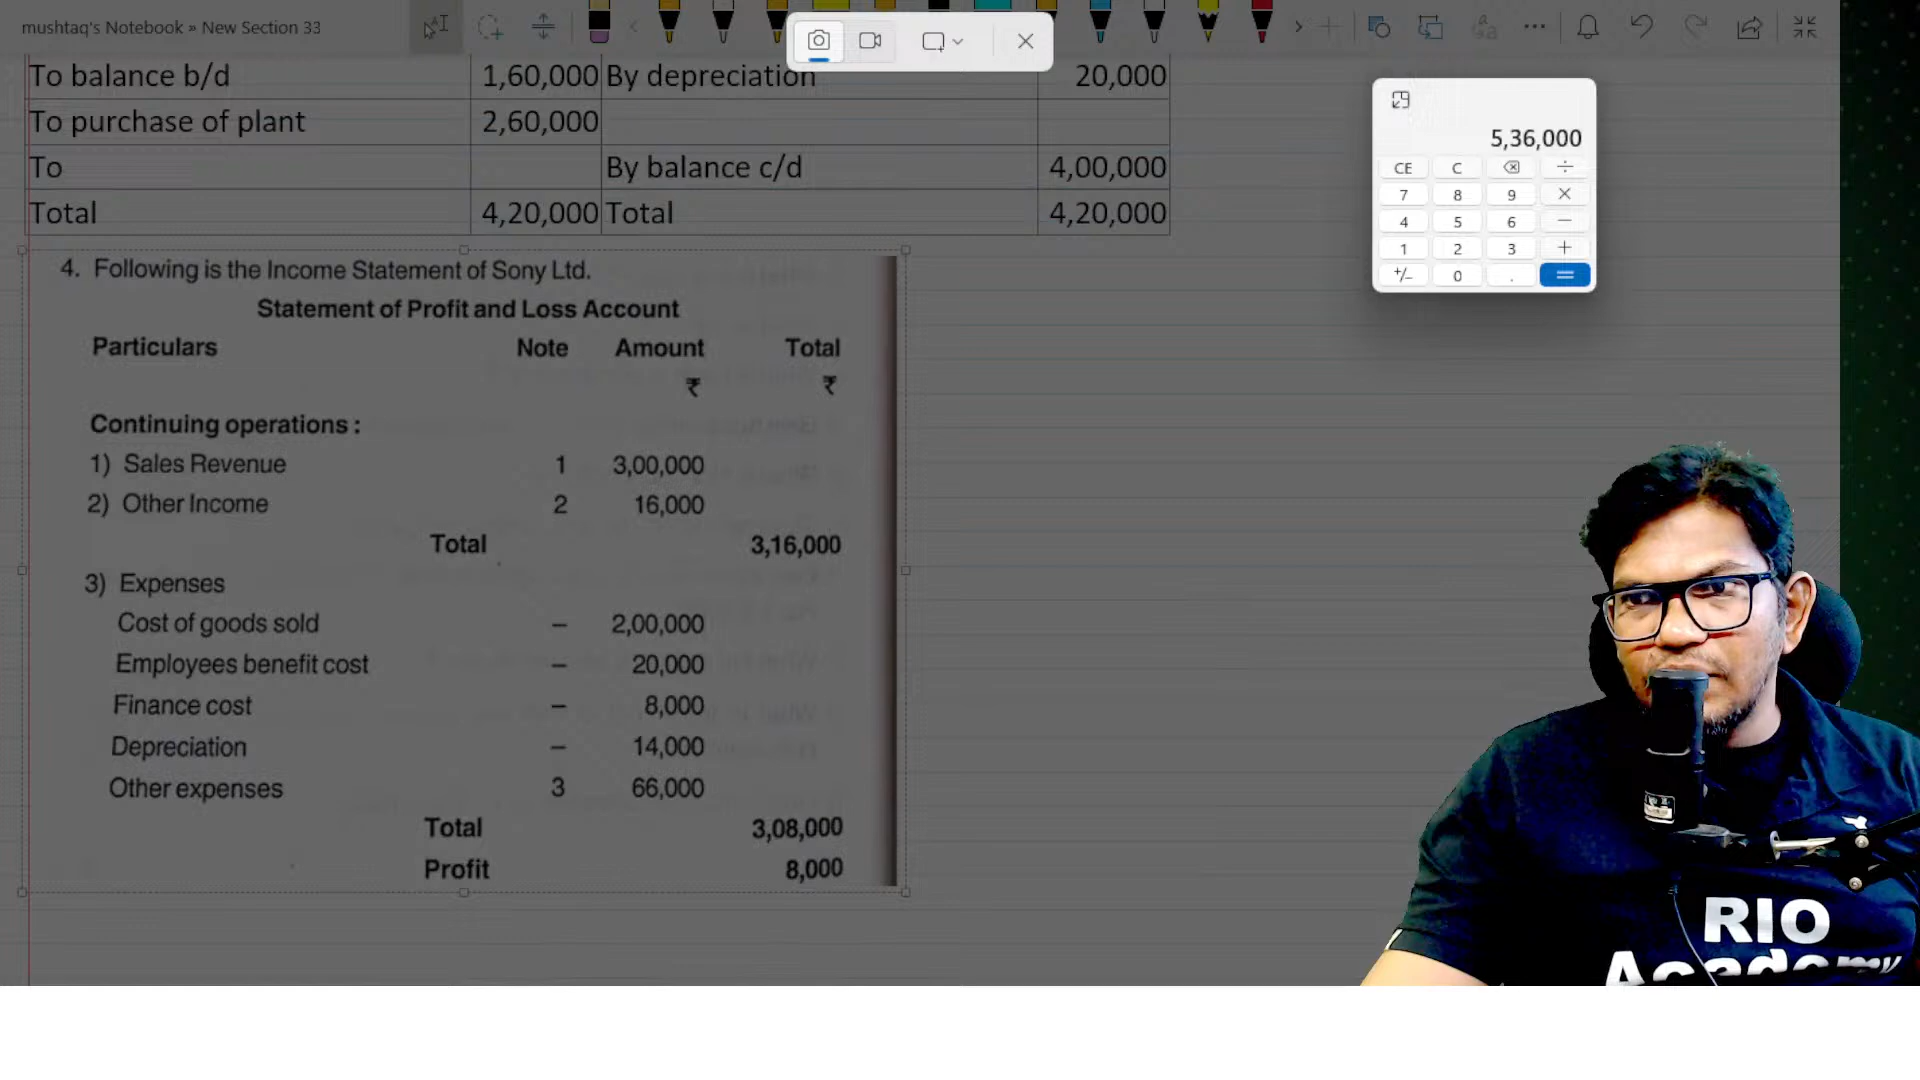 mushtaq's Notebook » New Section 33
To balance b/d 1,60,000 By depreciation 20,000
To purchase of plant 2,60,000
To By balance c/d 4,00,000
Total 4,20,000 Total 4,20,000
5,36,000
CE C ⌫ ÷
7 8 9 ×
4 5 6 −
1 2 3 +
+/− 0 . =
4. Following is the Income Statement of Sony Ltd.
Statement of Profit and Loss Account
Particulars Note Amount Total
₹ ₹
Continuing operations :
1) Sales Revenue 1 3,00,000
2) Other Income 2 16,000
Total 3,16,000
3) Expenses
Cost of goods sold – 2,00,000
Employees benefit cost – 20,000
Finance cost – 8,000
Depreciation – 14,000
Other expenses 3 66,000
Total 3,08,000
Profit 8,000
RIO
Academy